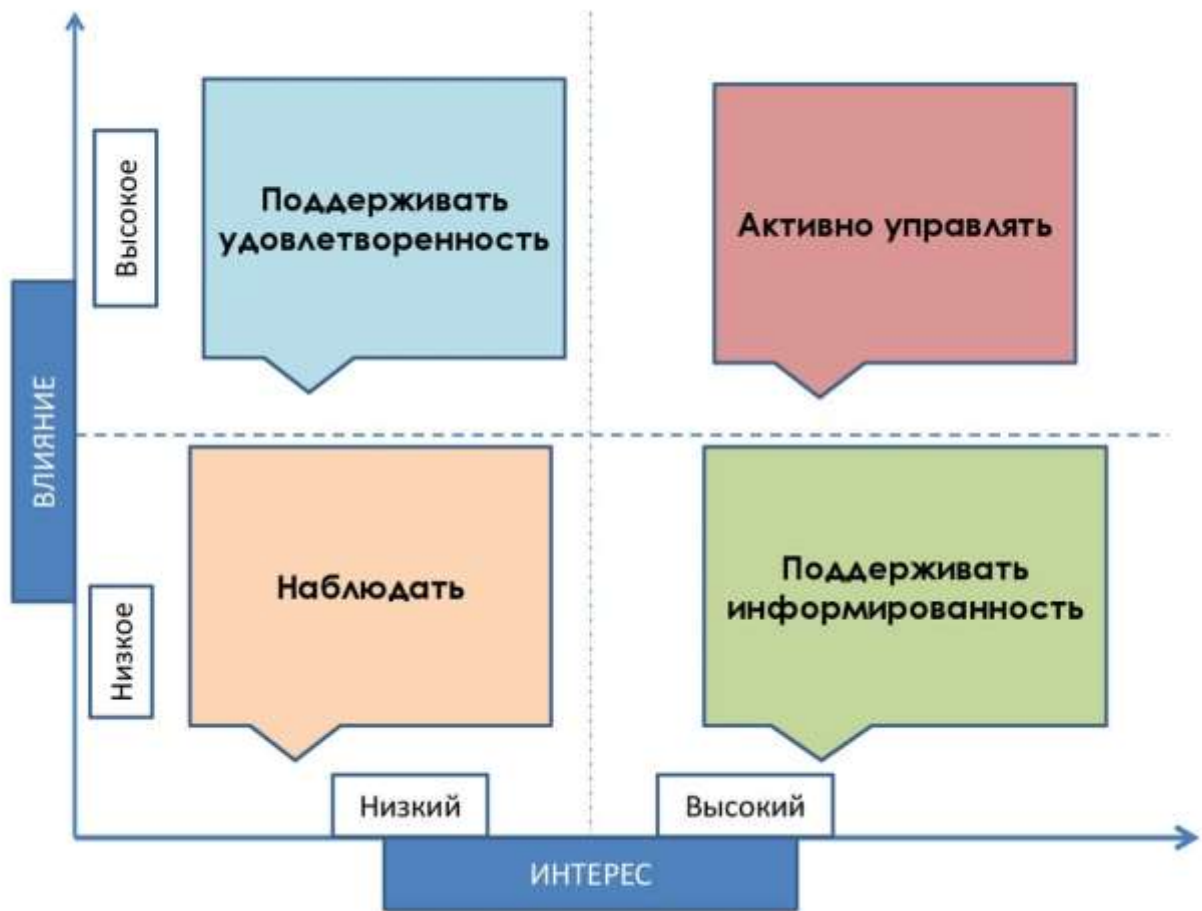 Высокое
Поддерживать
удовлетворенность
Активно управлять
ВЛИЯНИЕ
Низкое
Наблюдать
Поддерживать
информированность
Низкий
Высокий
ИНТЕРЕС